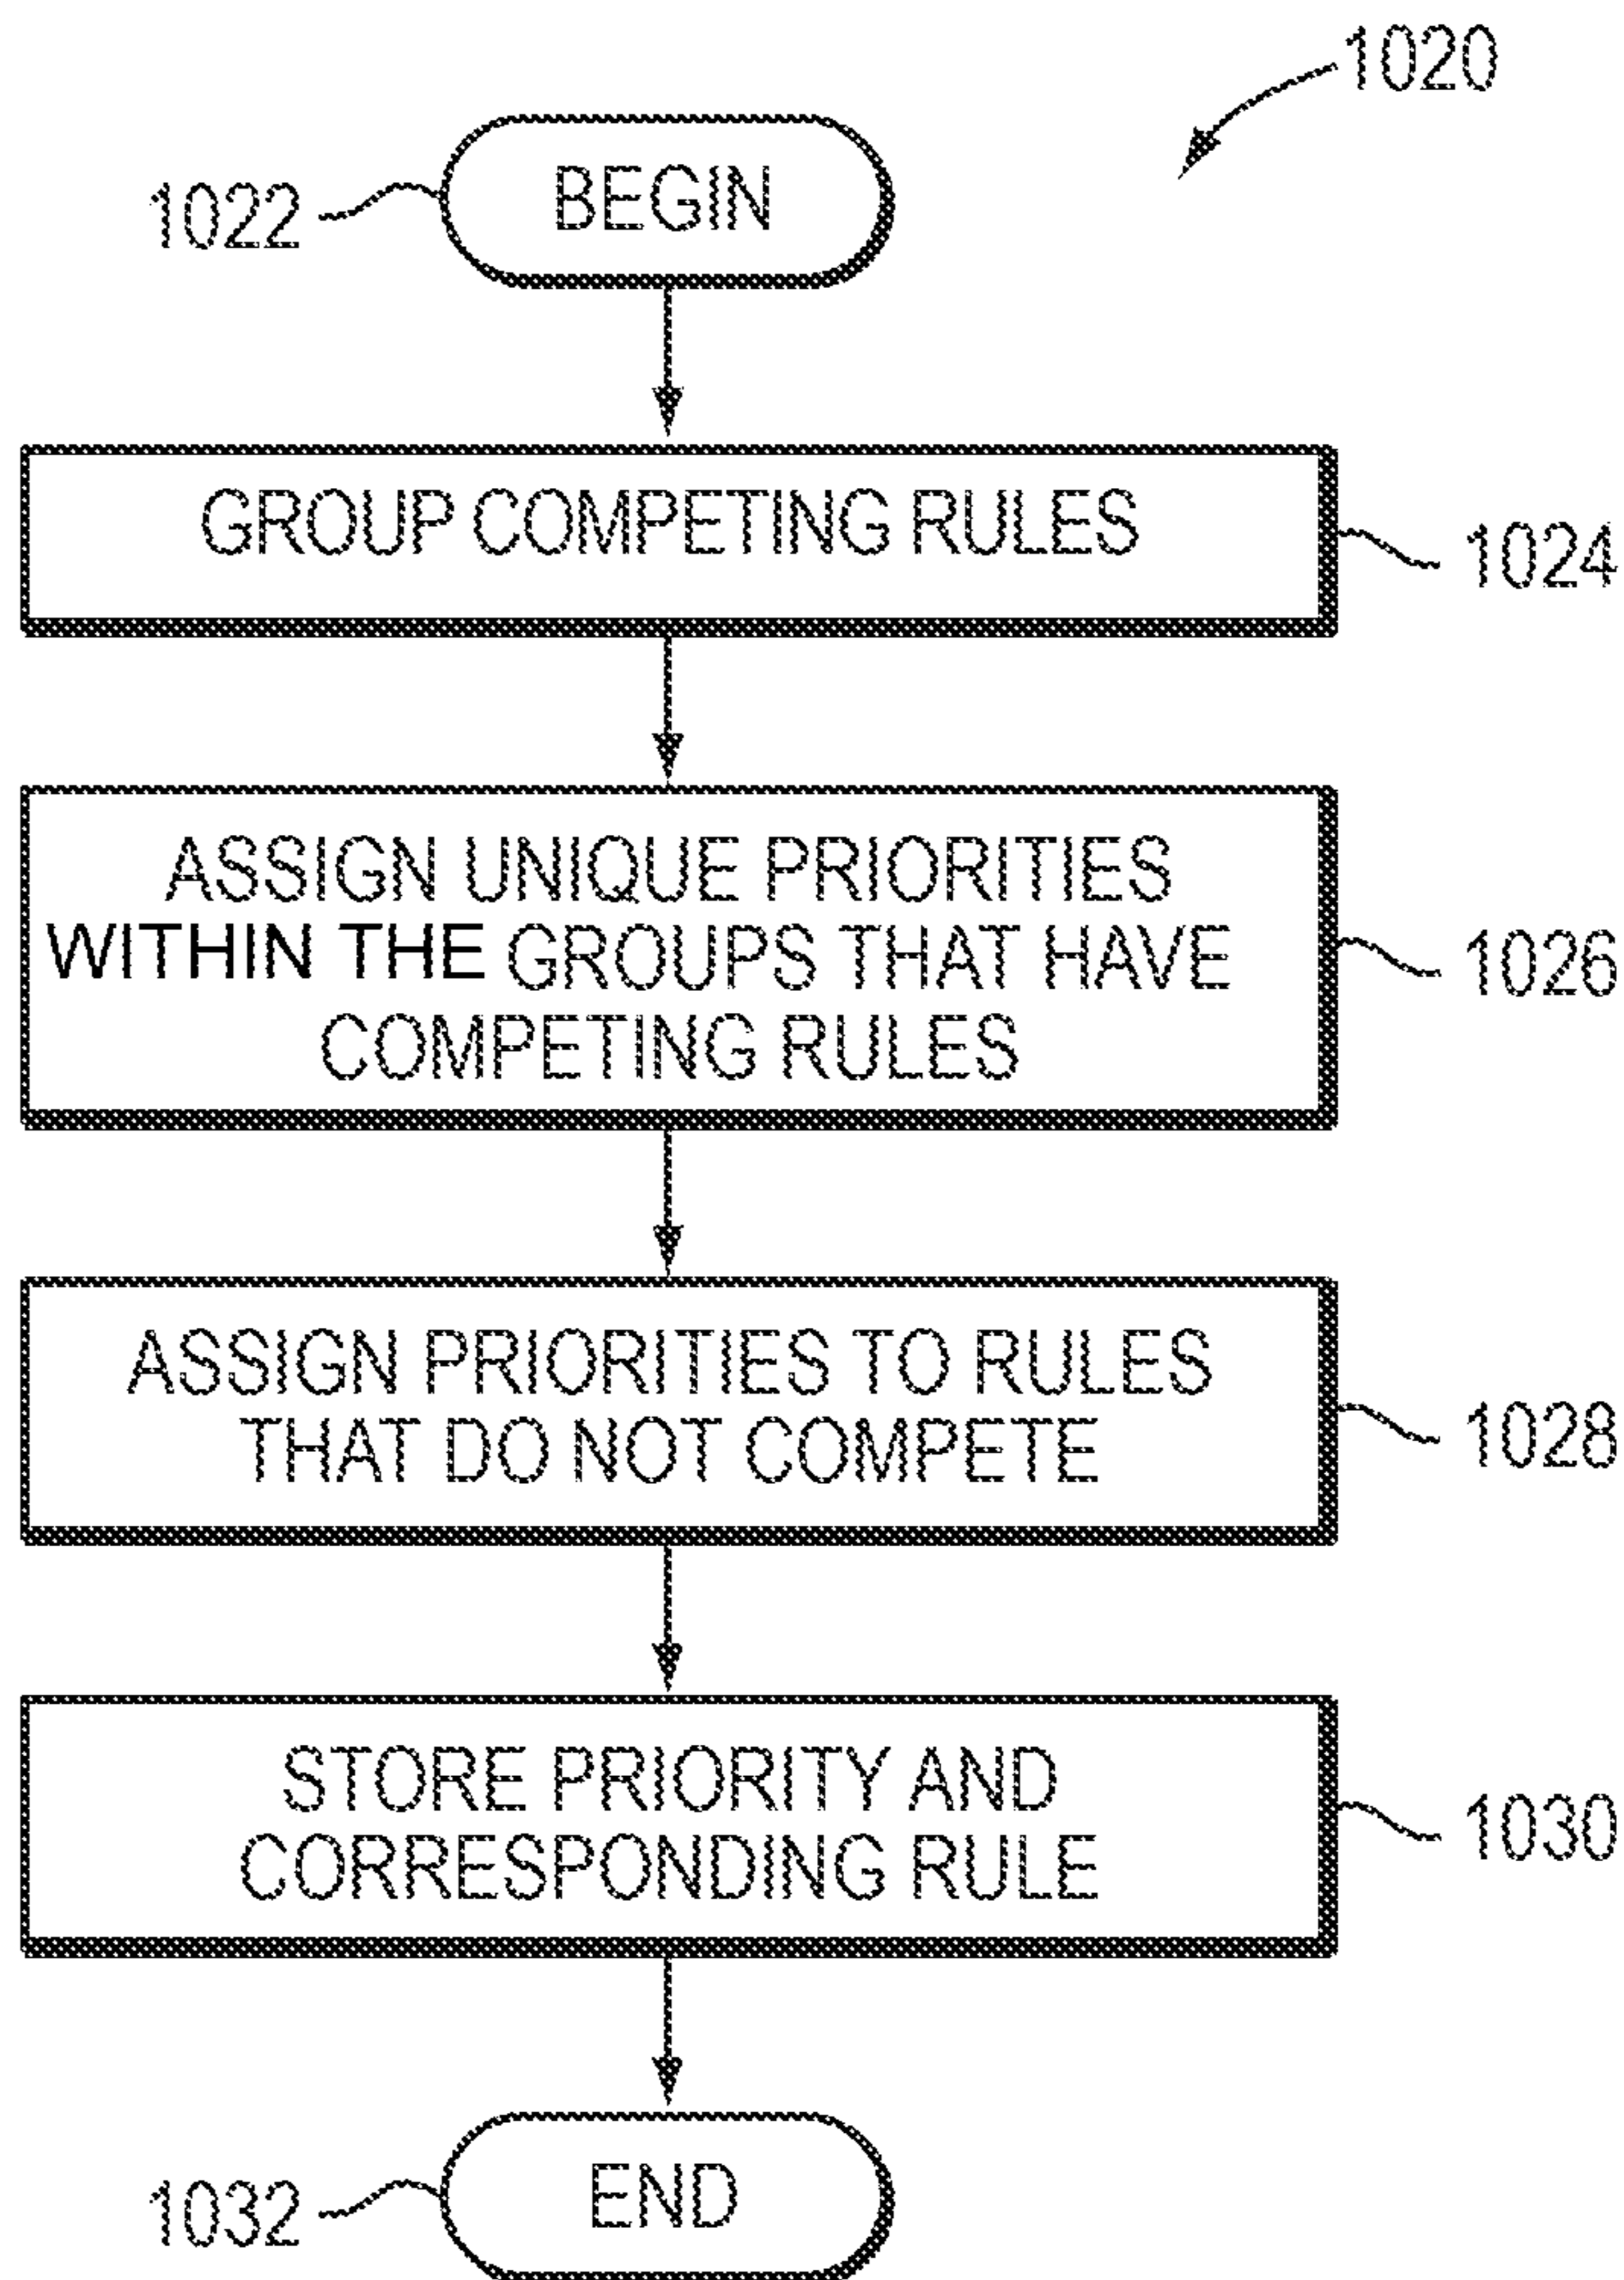 1020
1022
BEGIN
GROUP COMPETING RULES
1024
ASSIGN UNIQUE PRIORITIES
WITHIN THE GROUPS THAT HAVE
COMPETING RULES
1026
ASSIGN PRIORITIES TO RULES
THAT DO NOT COMPETE
1028
STORE PRIORITY AND
CORRESPONDING RULE
1030
1032
END